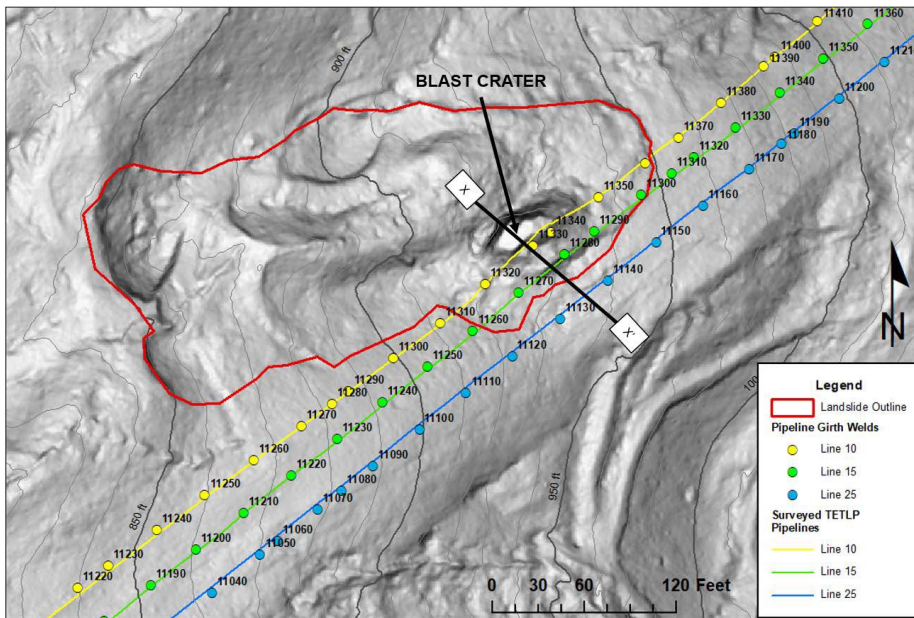 11410
11360
11400
11390
11350
1121
900 ft
BLAST CRATER
11340
11380
11200
11330
11190
11370
11180
11320
11310
11170
X
11350
11300
11160
11340
11290
11330
11280
11150
11320
11270
11140
11310
11260
11130
X'
N
11300
11250
11120
11290
11280
11240
11110
100
11270
11230
11100
11260
11220
11090
11250
11210
11080
950 ft
11240
11200
11070
850 ft
11230
11190
11060
11220
11050
11040
0 30 60 120 Feet
Legend
Landslide Outline
Pipeline Girth Welds
Line 10
Line 15
Line 25
Surveyed TETLP
Pipelines
Line 10
Line 15
Line 25